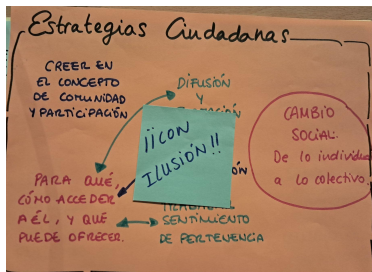 Estrategias Ciudadanas
CREER EN
EL CONCEPTO
DE COMUNIDAD
Y PARTICIPACIÓN
DIFUSIÓN
Y
¡¡CON
ILUSIÓN!!
CAMBIO
SOCIAL:
De lo individua
a lo colectivo.
PARA QUÉ,
CÓMO ACCEDER
A ÉL, Y QUÉ
PUEDE OFRECER.
SENTIMIENTO
DE PERTENENCIA